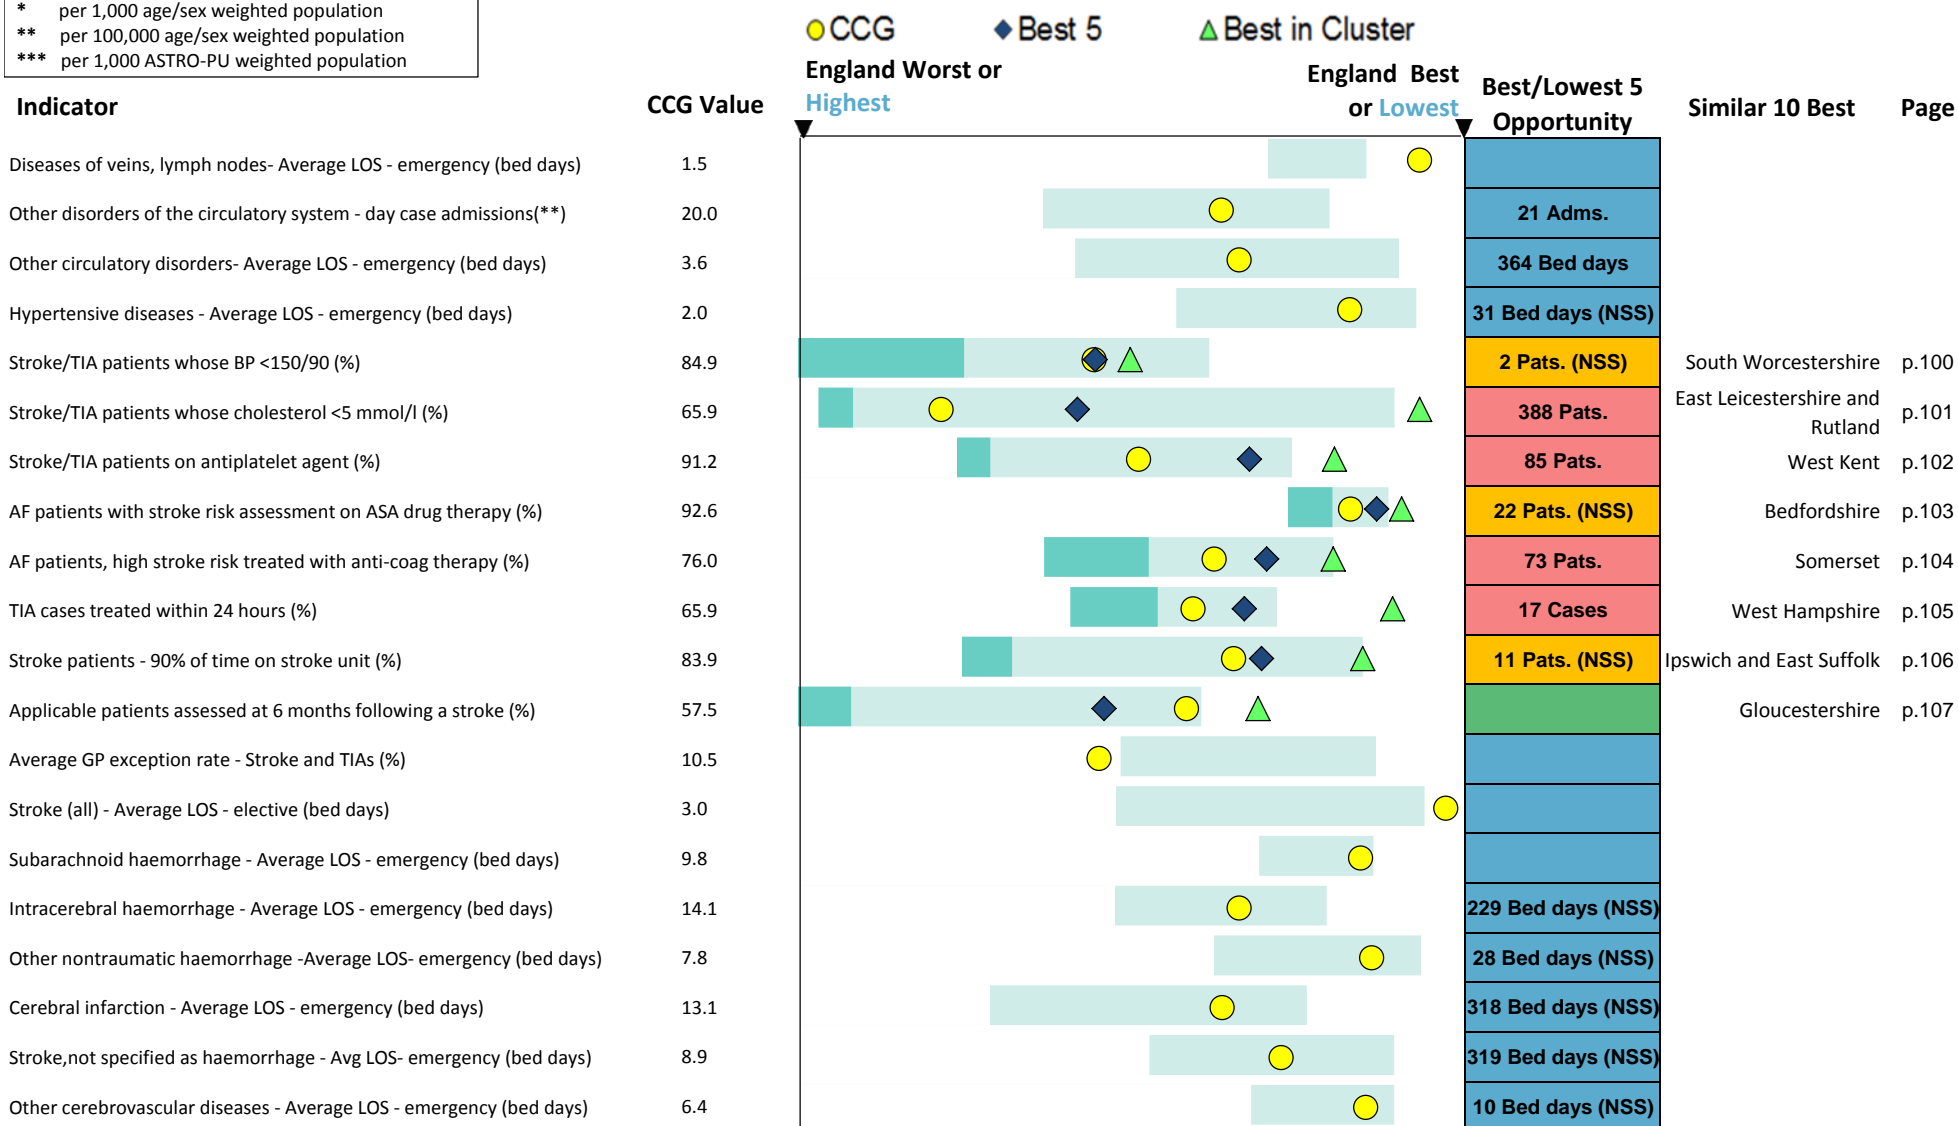 * per 1,000 age/sex weighted population
** per 100,000 age/sex weighted population
*** per 1,000 ASTRO-PU weighted population
CCG Best 5 Best in Cluster
England Worst or
Highest
England Best
or Lowest
Indicator CCG Value Best/Lowest 5
Opportunity Similar 10 Best Page
Diseases of veins, lymph nodes- Average LOS - emergency (bed days) 1.5
Other disorders of the circulatory system - day case admissions(**) 20.0 21 Adms.
Other circulatory disorders- Average LOS - emergency (bed days) 3.6 364 Bed days
Hypertensive diseases - Average LOS - emergency (bed days) 2.0 31 Bed days (NSS)
Stroke/TIA patients whose BP <150/90 (%) 84.9 2 Pats. (NSS) South Worcestershire p.100
Stroke/TIA patients whose cholesterol <5 mmol/l (%) 65.9 388 Pats. East Leicestershire and
Rutland p.101
Stroke/TIA patients on antiplatelet agent (%) 91.2 85 Pats. West Kent p.102
AF patients with stroke risk assessment on ASA drug therapy (%) 92.6 22 Pats. (NSS) Bedfordshire p.103
AF patients, high stroke risk treated with anti-coag therapy (%) 76.0 73 Pats. Somerset p.104
TIA cases treated within 24 hours (%) 65.9 17 Cases West Hampshire p.105
Stroke patients - 90% of time on stroke unit (%) 83.9 11 Pats. (NSS) Ipswich and East Suffolk p.106
Applicable patients assessed at 6 months following a stroke (%) 57.5 Gloucestershire p.107
Average GP exception rate - Stroke and TIAs (%) 10.5
Stroke (all) - Average LOS - elective (bed days) 3.0
Subarachnoid haemorrhage - Average LOS - emergency (bed days) 9.8
Intracerebral haemorrhage - Average LOS - emergency (bed days) 14.1 229 Bed days (NSS)
Other nontraumatic haemorrhage -Average LOS- emergency (bed days) 7.8 28 Bed days (NSS)
Cerebral infarction - Average LOS - emergency (bed days) 13.1 318 Bed days (NSS)
Stroke,not specified as haemorrhage - Avg LOS- emergency (bed days) 8.9 319 Bed days (NSS)
Other cerebrovascular diseases - Average LOS - emergency (bed days) 6.4 10 Bed days (NSS)